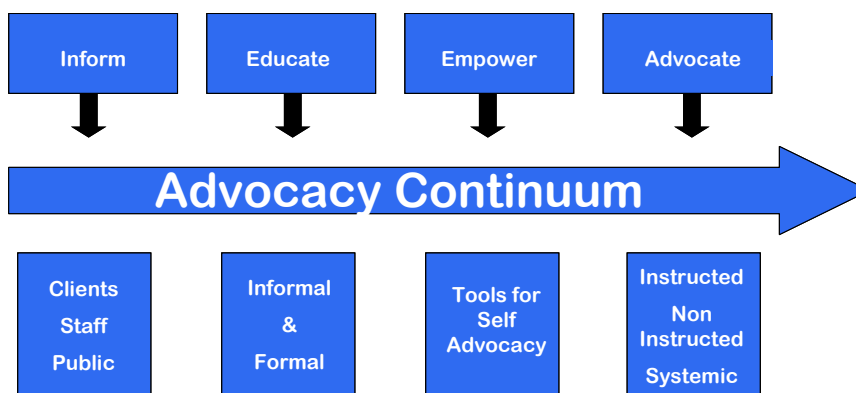 Inform
Educate
Empower
Advocate
Advocacy Continuum
Clients
Staff
Public
Informal
&
Formal
Tools for
Self
Advocacy
Instructed
Non
Instructed
Systemic